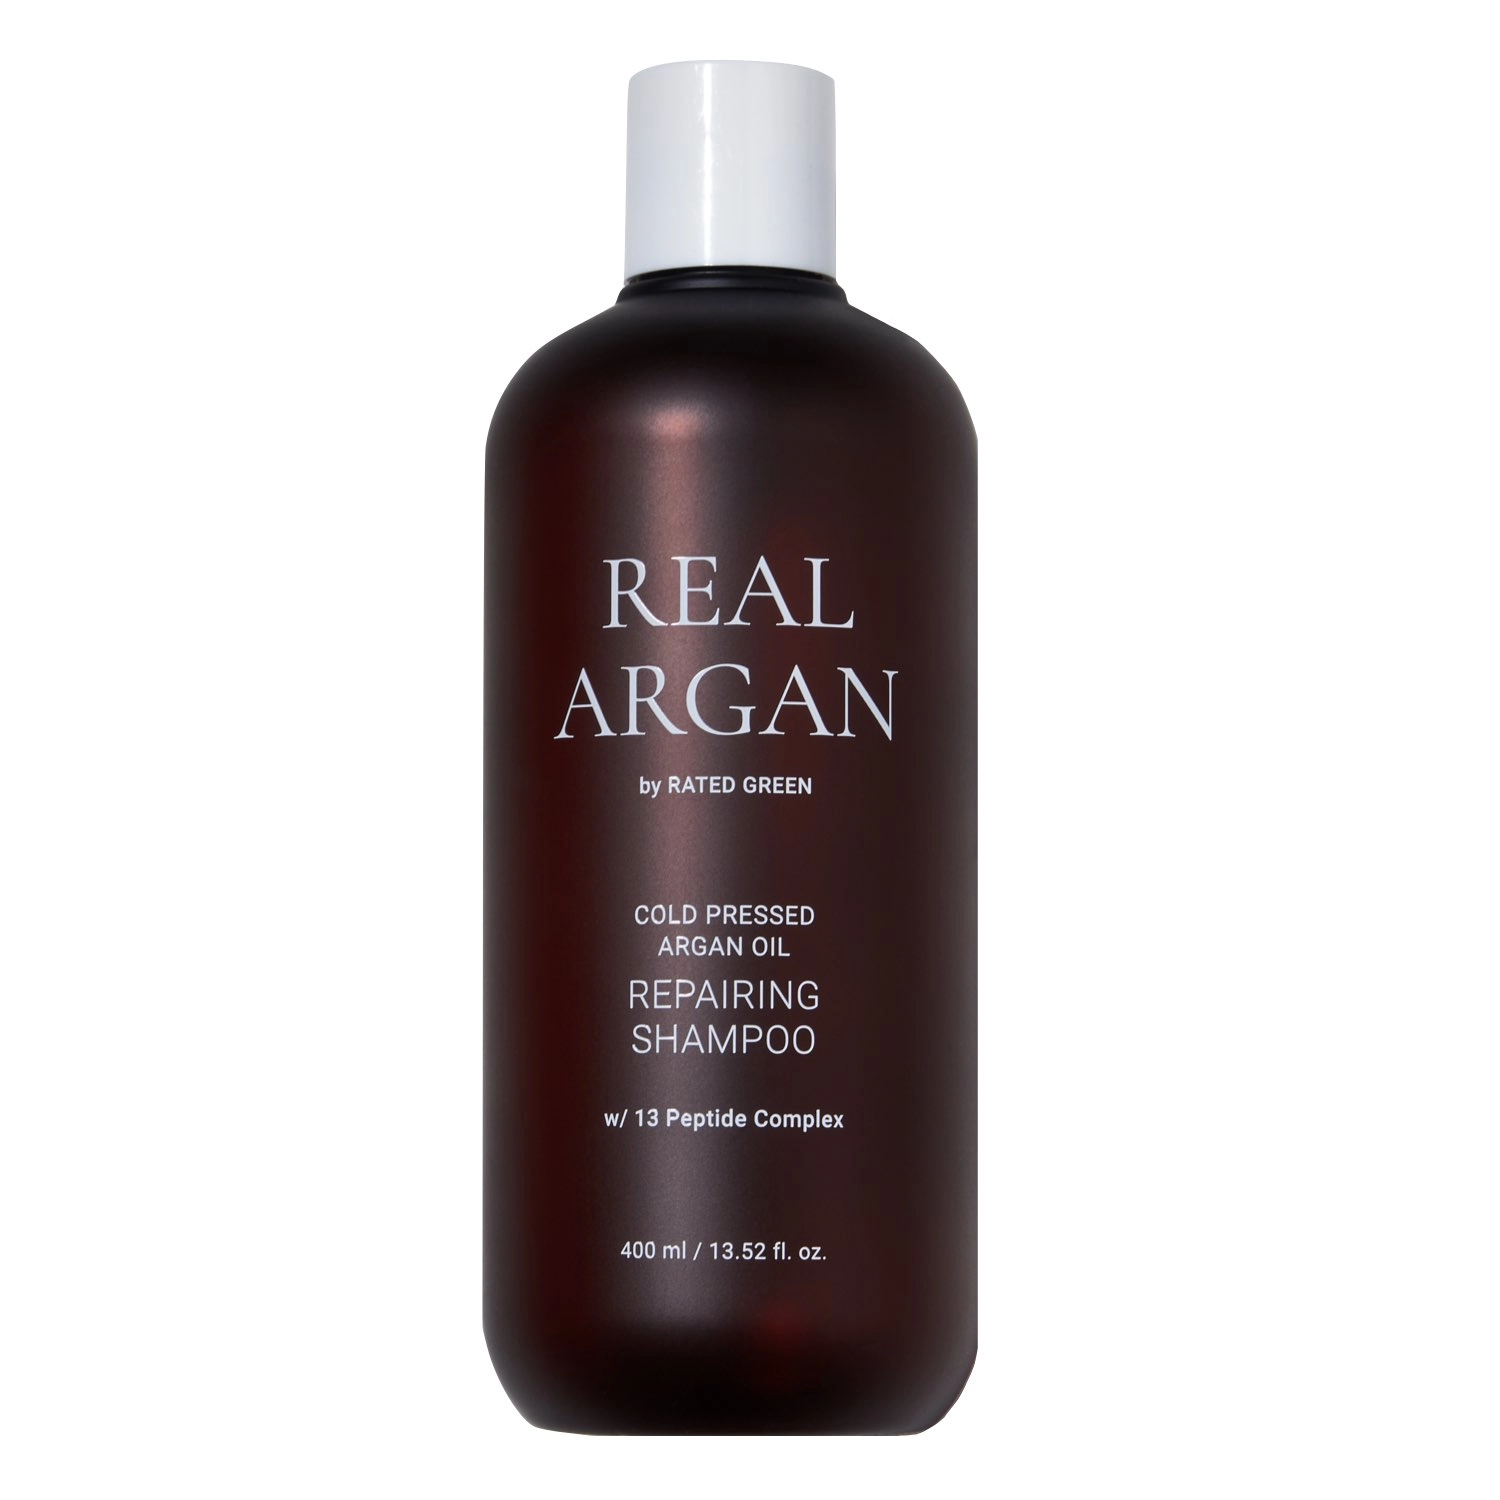 REAL
ARGAN
by RATED GREEN
COLD PRESSED
ARGAN OIL
REPAIRING
SHAMPOO
w/ 13 Peptide Complex
400 ml / 13.52 fl. oz.